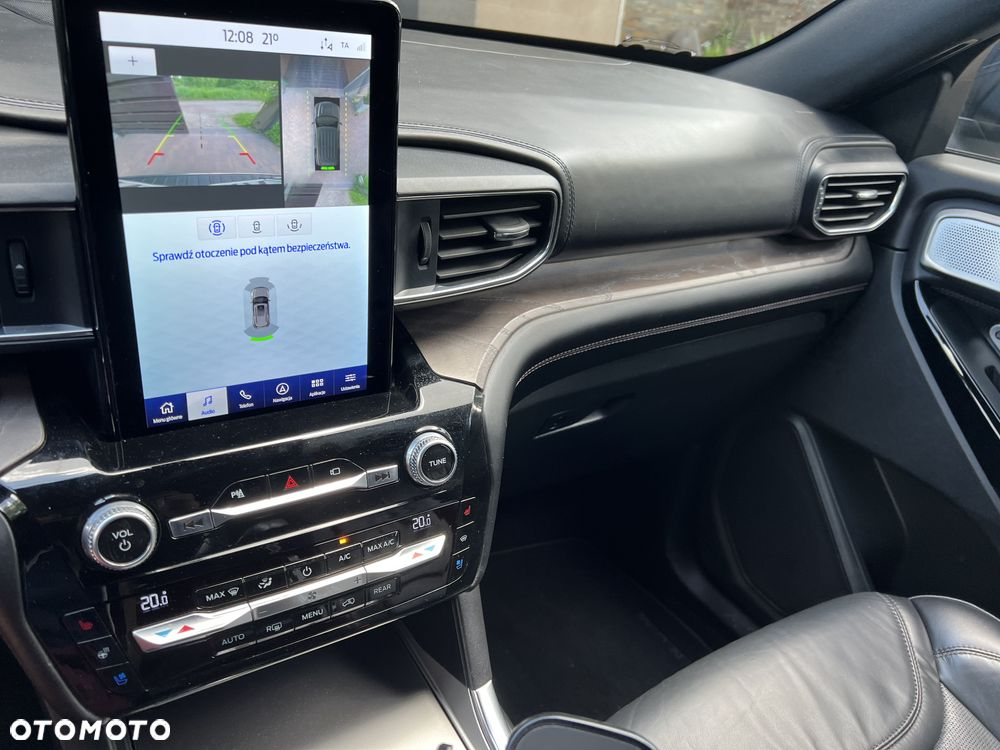 12:08 21° TA
+
Sprawdź otoczenie pod kątem bezpieczeństwa.
Menu główne Audio Telefon Nawigacja Aplikacje Ustawienia
TUNE
VOL
20.0
A/C MAX A/C
20.0 MAX
AUTO R MENU REAR
OTOMOTO